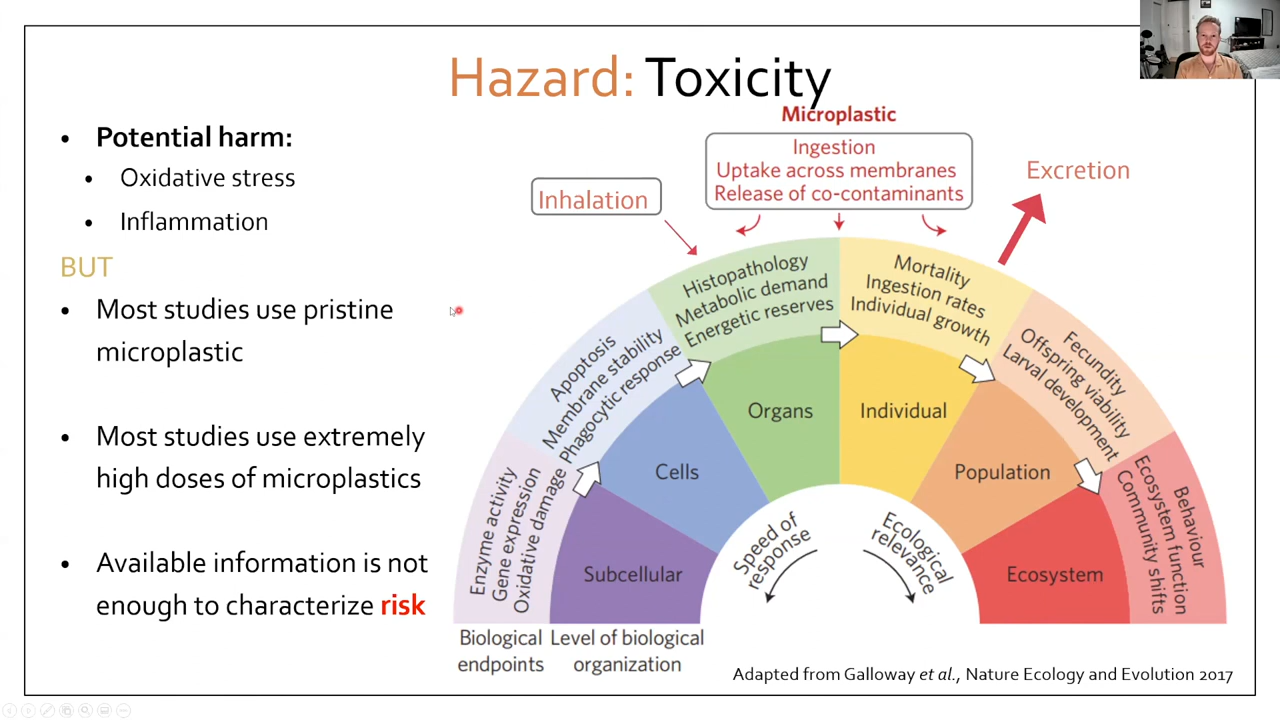 Hazard: Toxicity
• Potential harm:
• Oxidative stress
• Inflammation
BUT
• Most studies use pristine
microplastic
• Most studies use extremely
high doses of microplastics
• Available information is not
enough to characterize risk
Microplastic
Ingestion
Uptake across membranes
Release of co-contaminants
Inhalation
Excretion
Enzyme activity
Gene expression
Oxidative damage
Apoptosis
Membrane stability
Phagocytic response
Histopathology
Metabolic demand
Energetic reserves
Mortality
Ingestion rates
Individual growth
Fecundity
Offspring viability
Larval development
Behaviour
Ecosystem function
Community shifts
Subcellular
Cells
Organs
Individual
Population
Ecosystem
Speed of
response
Ecological
relevance
Biological
endpoints
Level of biological
organization
Adapted from Galloway et al., Nature Ecology and Evolution 2017